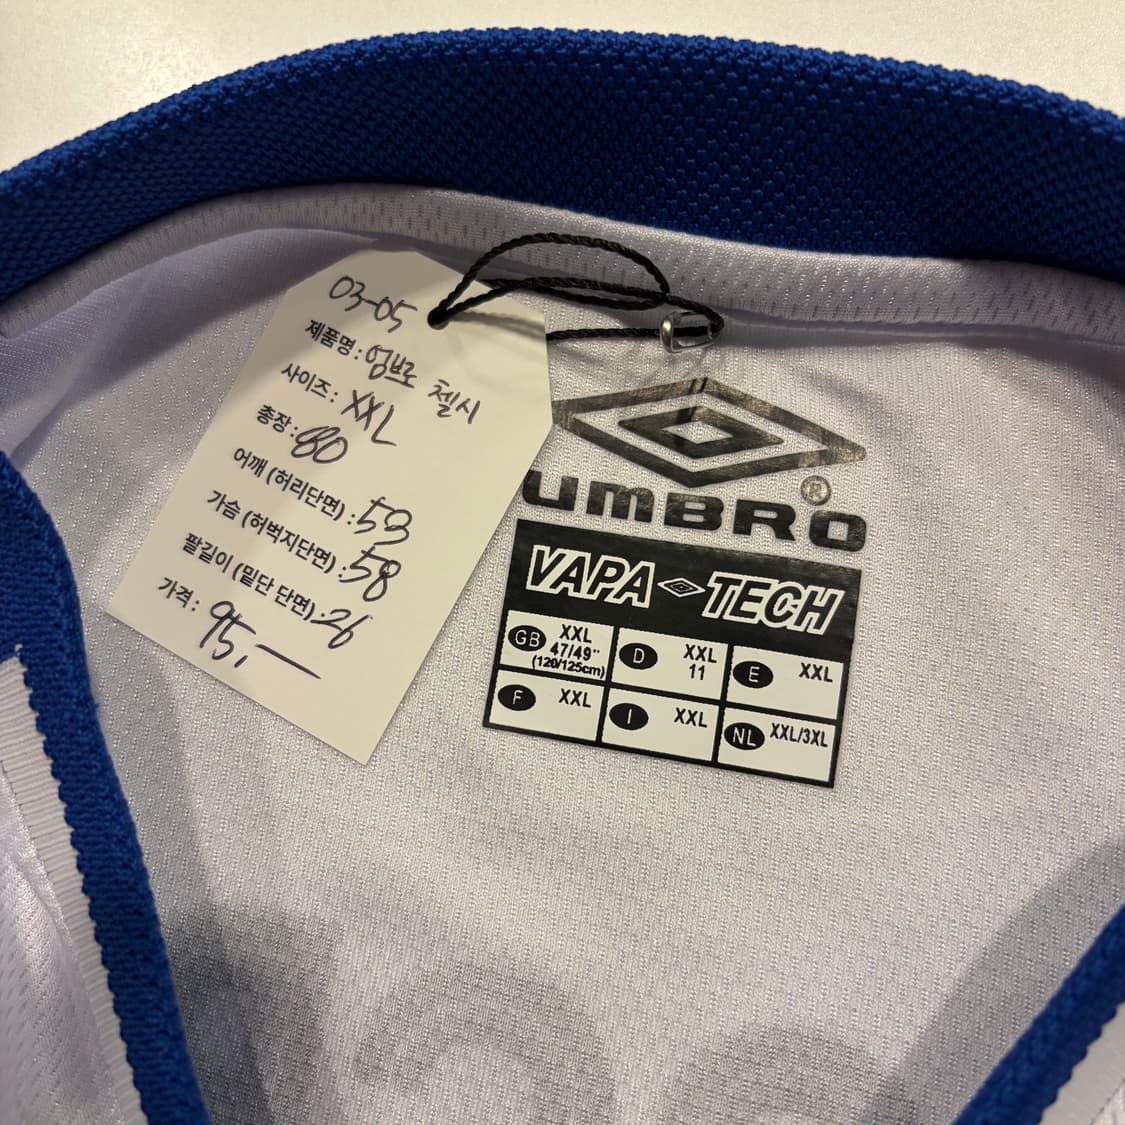 03-05
제품명 : 엄브로 첼시
사이즈 : XXL
총장 : 80
어깨 (허리단면) : 53
가슴 (허벅지단면) : 58
팔길이 (밑단 단면) : 26
가격 : 95,—
UMBRO®
VAPA TECH
GB XXL 47/49" (120/125cm)
D XXL 11
E XXL
F XXL
I XXL
NL XXL/3XL